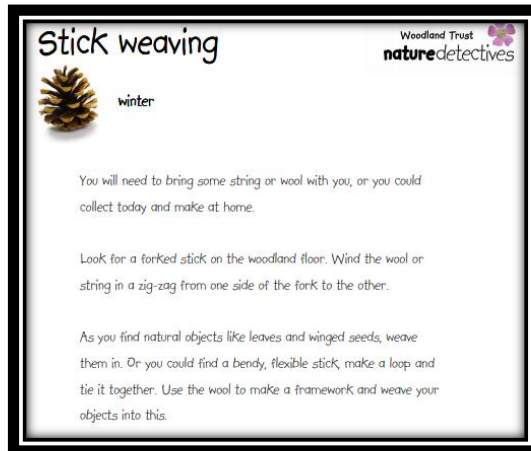 Stick weaving
Woodland Trust
naturedetectives
winter
You will need to bring some string or wool with you, or you could
collect today and make at home.
Look for a forked stick on the woodland floor. Wind the wool or
string in a zig-zag from one side of the fork to the other.
As you find natural objects like leaves and winged seeds, weave
them in. Or you could find a bendy, flexible stick, make a loop and
tie it together. Use the wool to make a framework and weave your
objects into this.